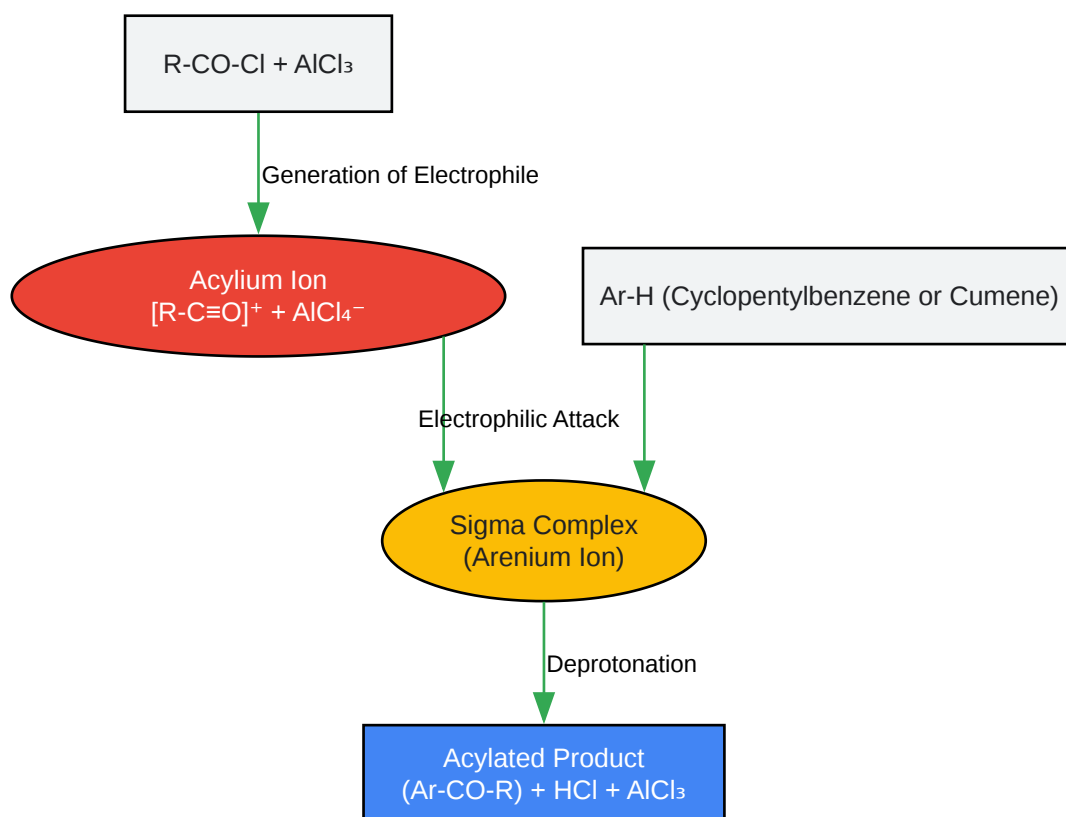 R-CO-Cl + AlCl₃
Generation of Electrophile
Acylium Ion
[R-C≡O]⁺ + AlCl₄⁻
Ar-H (Cyclopentylbenzene or Cumene)
Electrophilic Attack
Sigma Complex
(Arenium Ion)
Deprotonation
Acylated Product
(Ar-CO-R) + HCl + AlCl₃